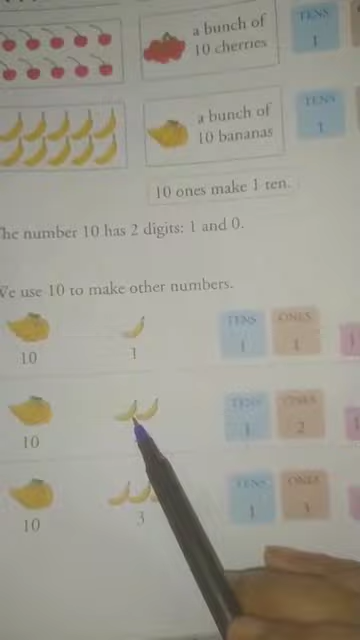 a bunch of
10 cherries
TENS
1
a bunch of
10 bananas
TENS
1
10 ones make 1 ten.
The number 10 has 2 digits: 1 and 0.
We use 10 to make other numbers.
10 1
TENS ONES
1 1
10
TENS ONES
1 2
10 3
TENS ONES
1 3